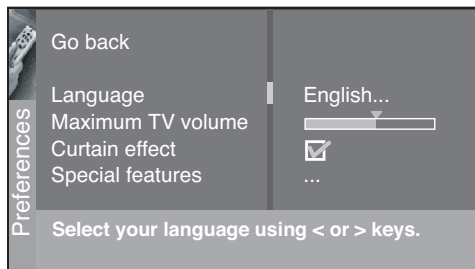 Preferences
Go back
Language English...
Maximum TV volume
Curtain effect
Special features ...
Select your language using < or > keys.